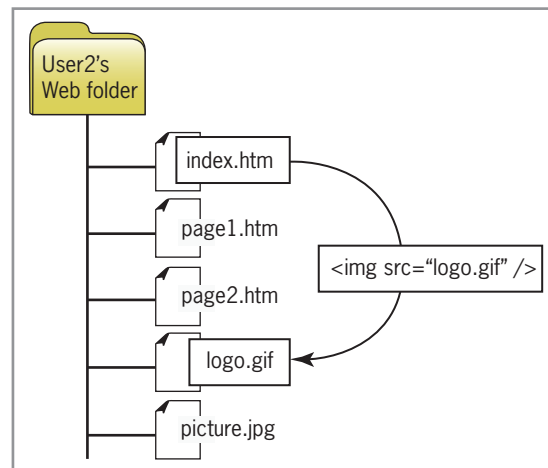 User2's
Web folder
index.htm
page1.htm
<img src=“logo.gif” />
page2.htm
logo.gif
picture.jpg